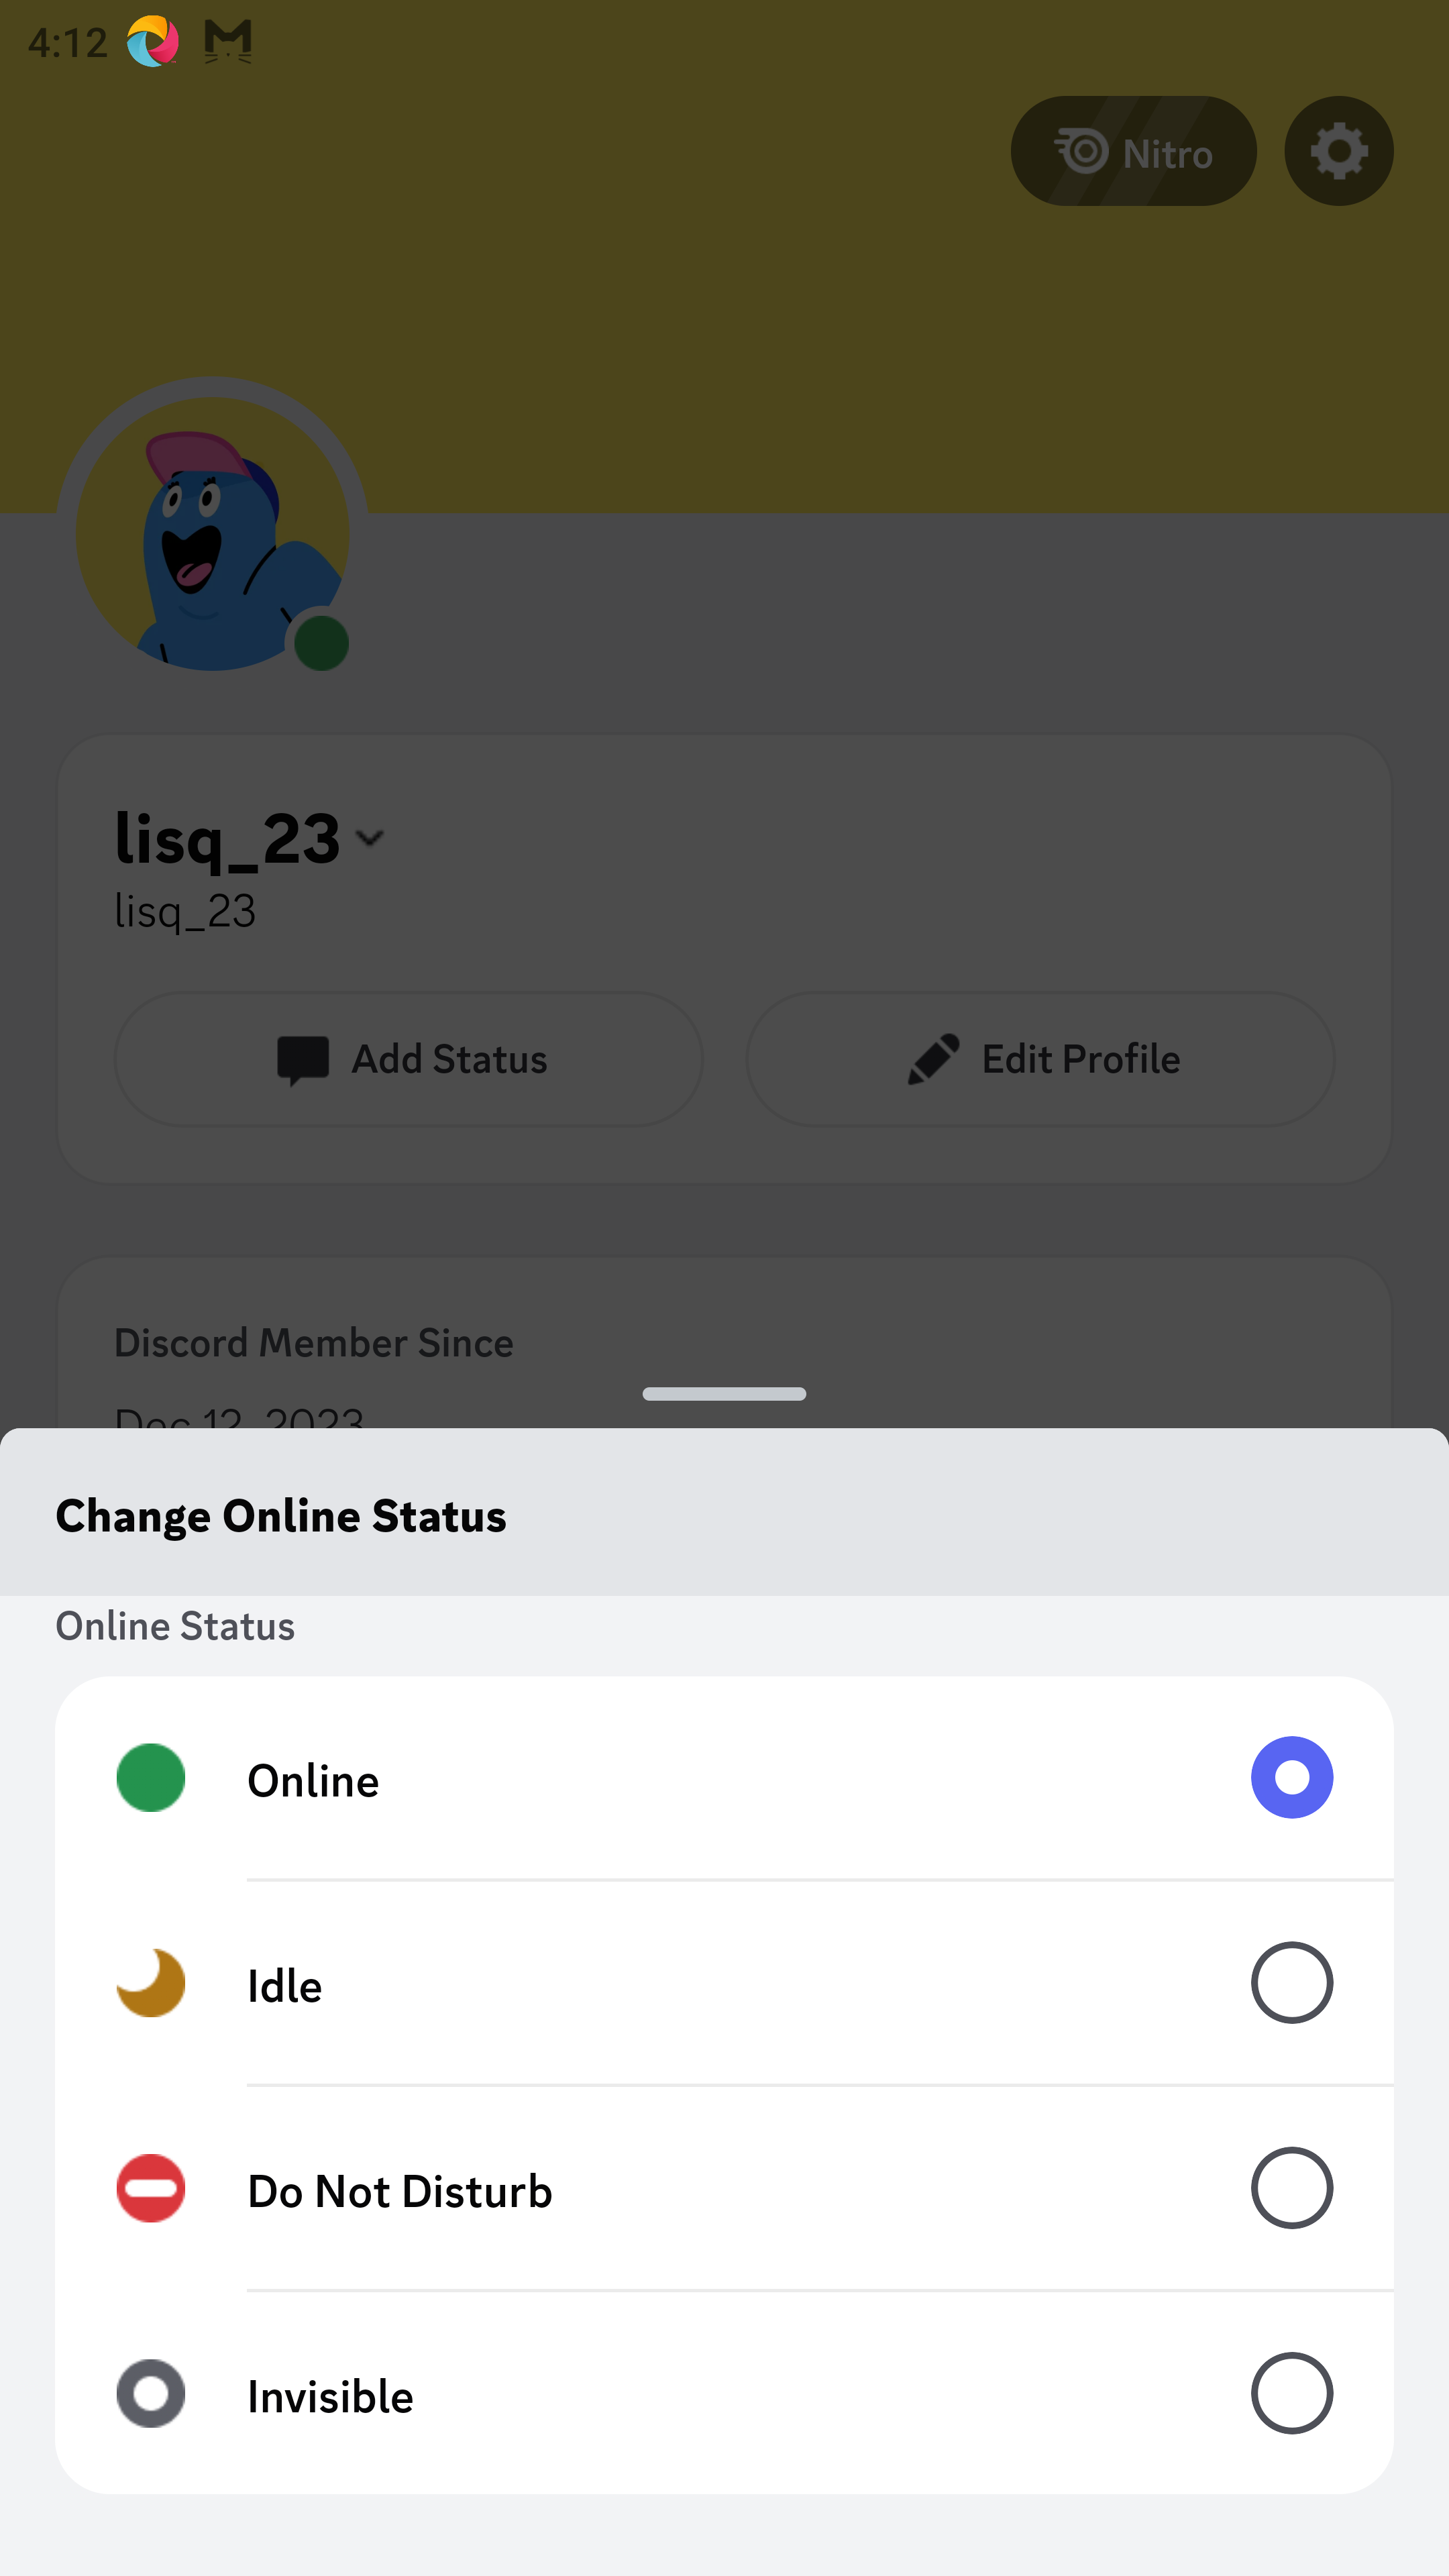 4:12
Nitro
lisq_23
lisq_23
Add Status
Edit Profile
Discord Member Since
Dec 12, 2023
Change Online Status
Online Status
Online
Idle
Do Not Disturb
Invisible